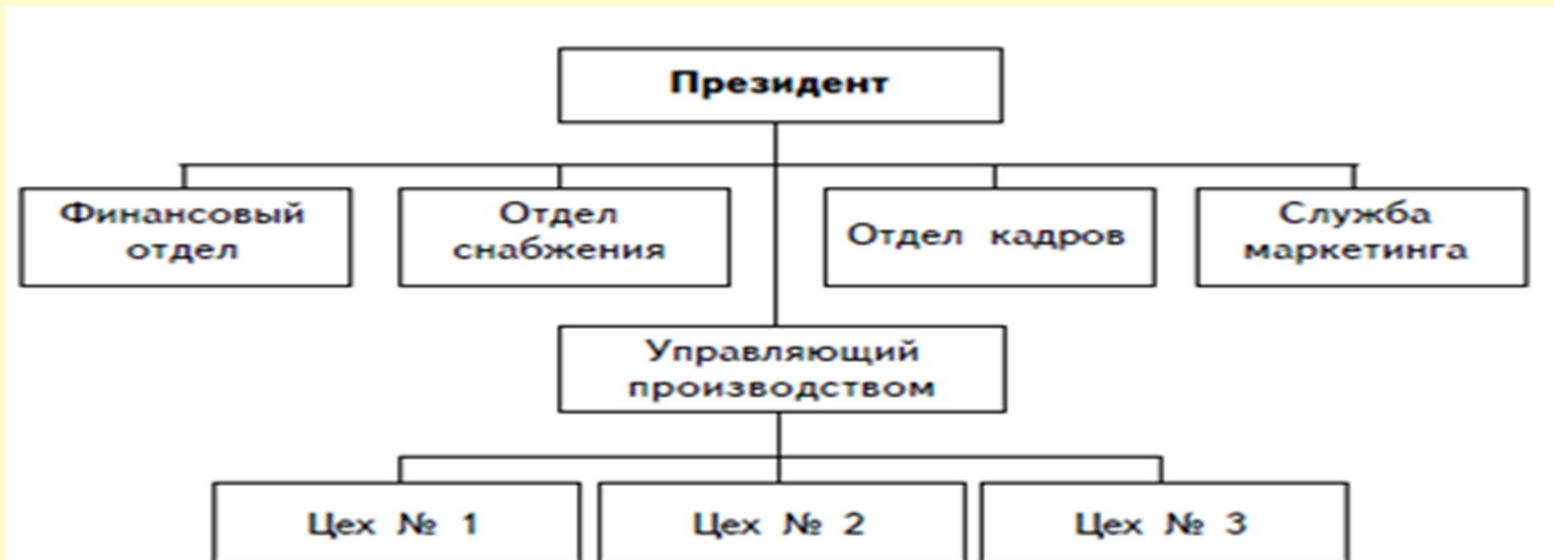 Президент
Финансовый
отдел
Отдел
снабжения
Отдел кадров
Служба
маркетинга
Управляющий
производством
Цех № 1
Цех № 2
Цех № 3